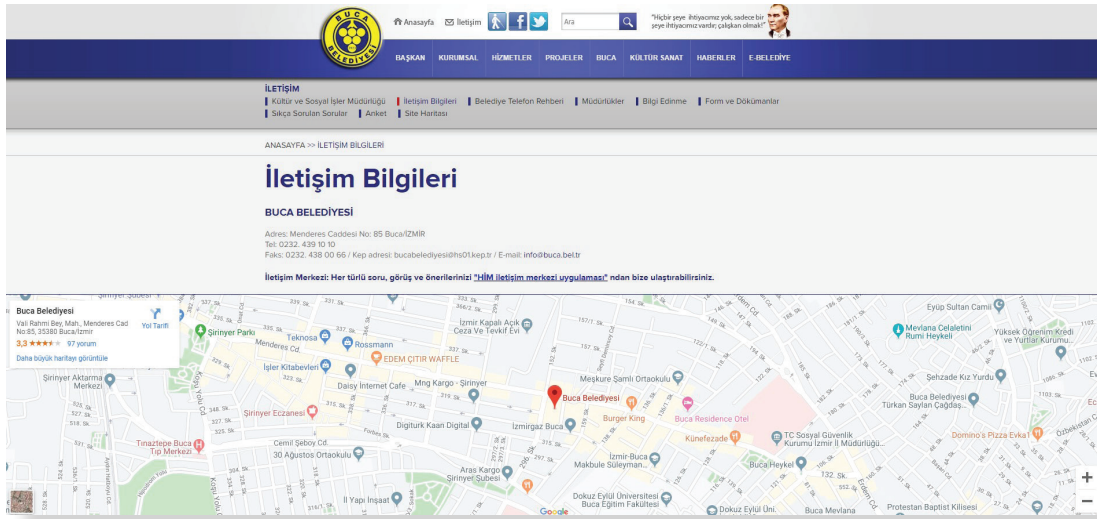 BUCA
BELEDİYESİ
Anasayfa İletişim
Ara
"Hiçbir şeye ihtiyacımız yok, sadece bir
şeye ihtiyacımız vardır; çalışkan olmak!"
BAŞKAN KURUMSAL HİZMETLER PROJELER BUCA KÜLTÜR SANAT HABERLER E-BELEDİYE
İLETİŞİM
Kültür ve Sosyal İşler Müdürlüğü İletişim Bilgileri Belediye Telefon Rehberi Müdürlükler Bilgi Edinme Form ve Dökümanlar
Sıkça Sorulan Sorular Anket Site Haritası
ANASAYFA >> İLETİŞİM BİLGİLERİ
İletişim Bilgileri
BUCA BELEDİYESİ
Adres: Menderes Caddesi No: 85 Buca/İZMİR
Tel: 0232. 439 10 10
Faks: 0232. 438 00 66 / Kep adresi: bucabelediyesi@hs01.kep.tr / E-mail: info@buca.bel.tr
İletişim Merkezi: Her türlü soru, görüş ve önerilerinizi "HİM iletişim merkezi uygulaması" ndan bize ulaştırabilirsiniz.
Buca Belediyesi
Vali Rahmi Bey, Mah., Menderes Cad
No:85, 35380 Buca/İzmir
Yol Tarifi
3,3 97 yorum
Daha büyük haritayı görüntüle
Şirinyer Parkı
Teknosa
Rossmann
Menderes Cd.
İzmir Kapalı Açık
Ceza Ve Tevkif Evi
EDEM ÇITIR WAFFLE
İşler Kitabevleri
Daisy İnternet Cafe
Mng Kargo - Şirinyer
Meşkure Şamlı Ortaokulu
Eyüp Sultan Camii
Mevlana Celaletini
Rumi Heykeli
Yüksek Öğrenim Kredi
ve Yurtlar Kurumu...
Şirinyer Aktarma
Merkezi
Şehzade Kız Yurdu
Buca Belediyesi
Buca Belediyesi
Türkan Saylan Çağdaş...
Şirinyer Eczanesi
Digiturk Kaan Digital
İzmirgaz Buca
Burger King
Buca Residence Otel
Künefezade
TC Sosyal Güvenlik
Kurumu İzmir İl Müdürlüğü...
Domino's Pizza Evka1
Tınaztepe Buca
Tıp Merkezi
Cemil Şeboy Cd.
30 Ağustos Ortaokulu
Forbes Sk.
Aras Kargo
Şirinyer Şubesi
İzmir-Buca
Makbule Süleyman...
Buca Heykel
132. Sk.
İl Yapı İnşaat
Dokuz Eylül Üniversitesi
Buca Eğitim Fakültesi
Google
Dokuz Eylül Üni.
Buca Mevlana
Protestan Baptist Kilisesi
+
−